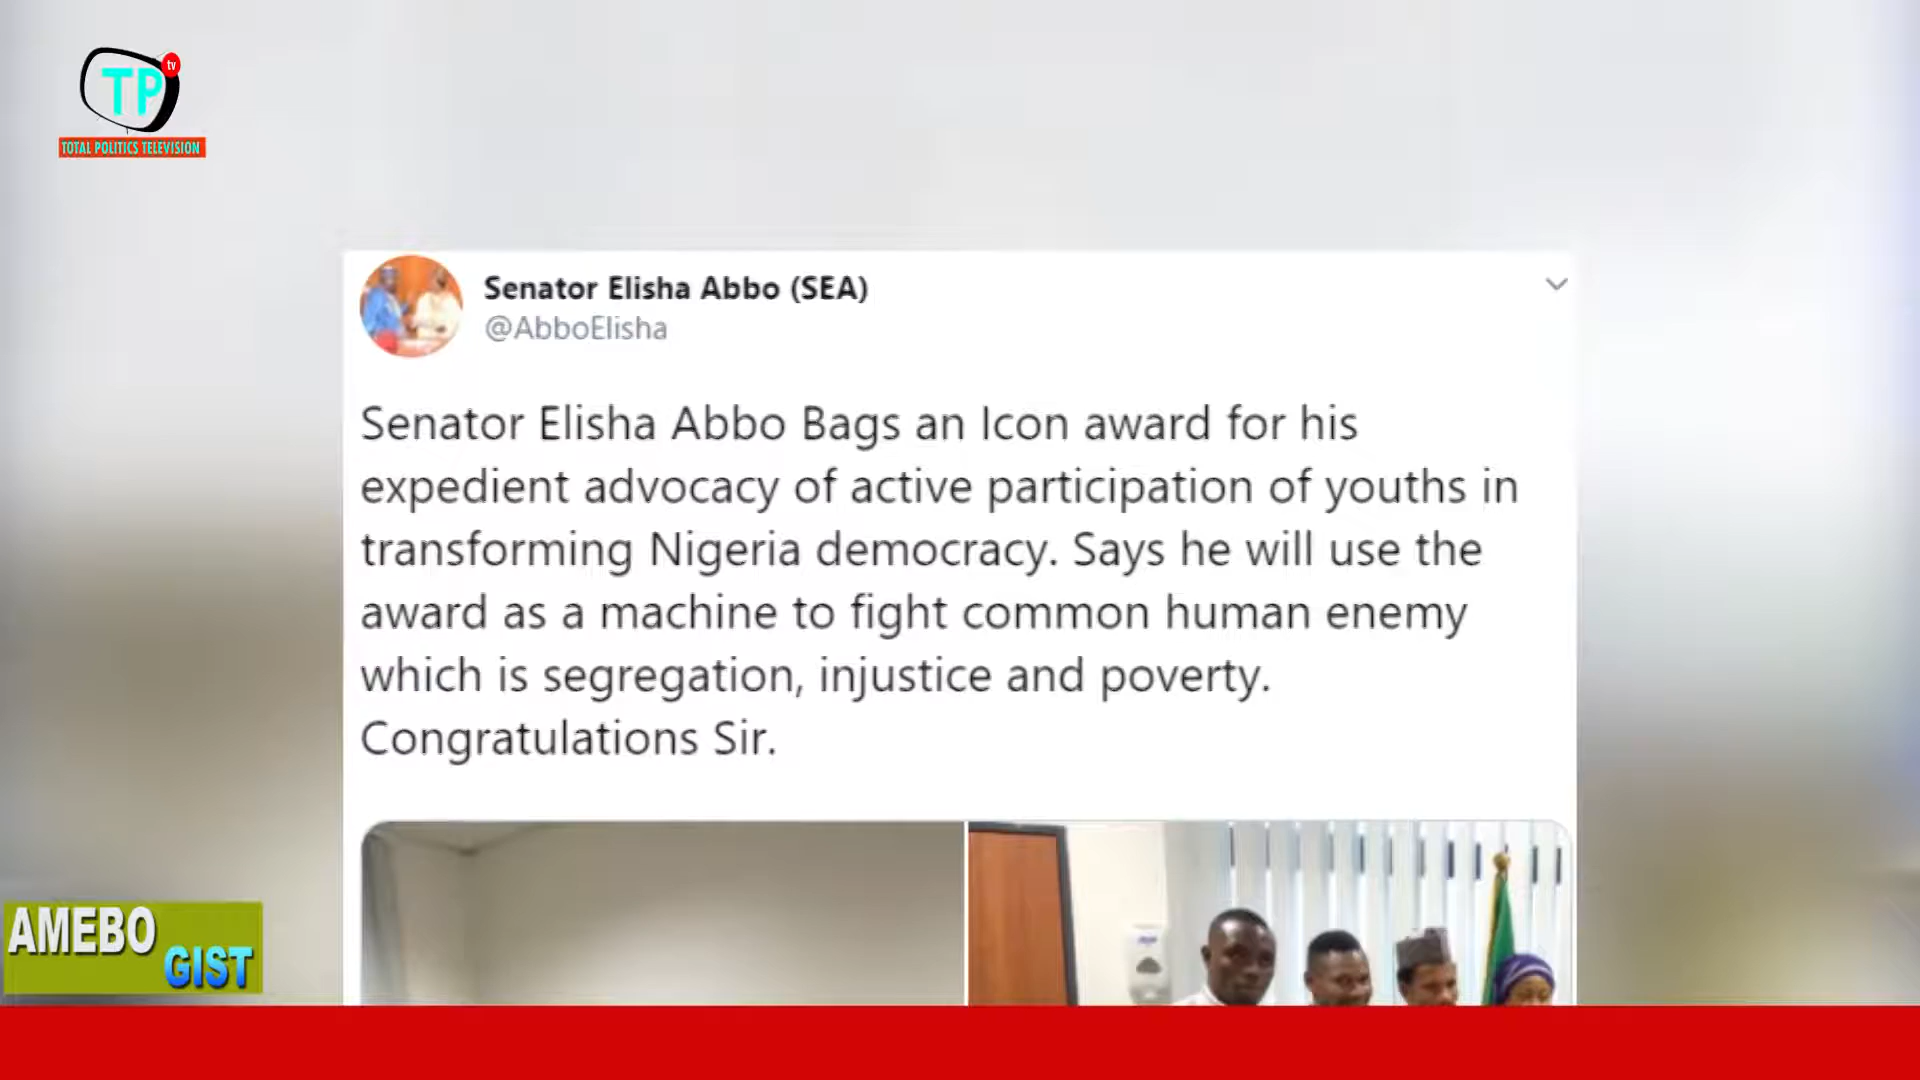 TP tv
TOTAL POLITICS TELEVISION
Senator Elisha Abbo (SEA)
@AbboElisha
Senator Elisha Abbo Bags an Icon award for his
expedient advocacy of active participation of youths in
transforming Nigeria democracy. Says he will use the
award as a machine to fight common human enemy
which is segregation, injustice and poverty.
Congratulations Sir.
AMEBO
GIST